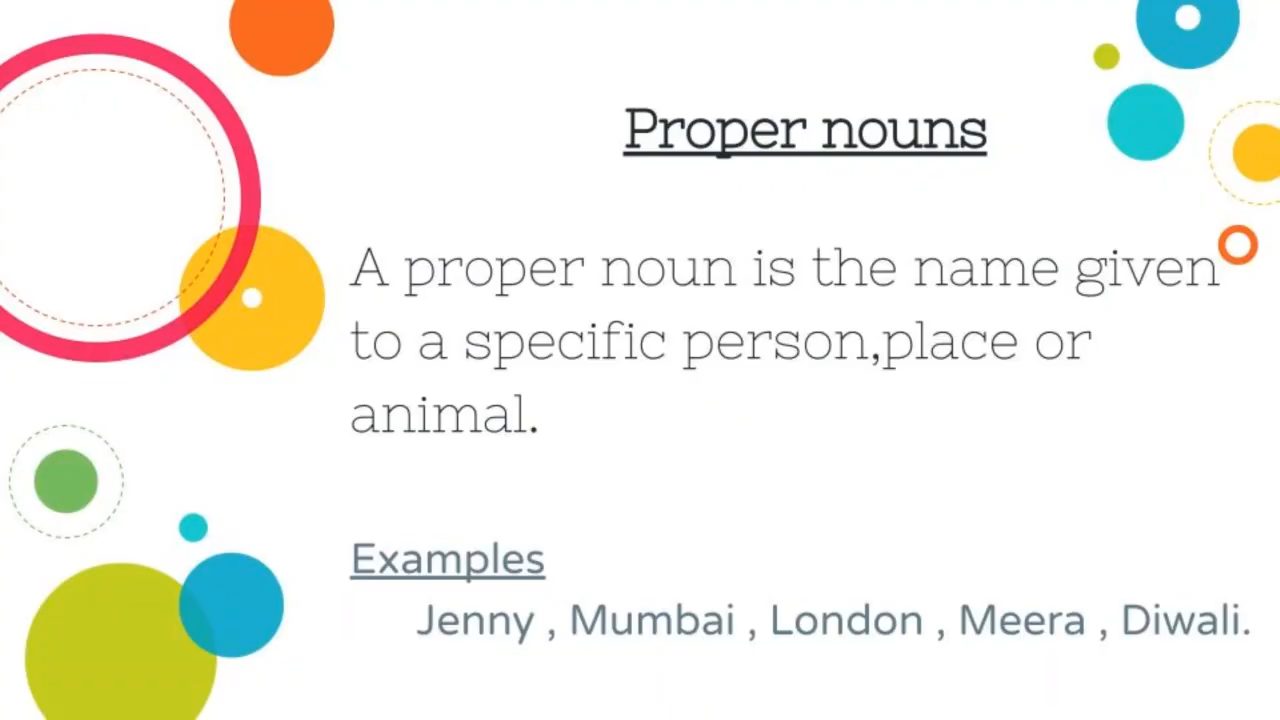 Proper nouns
A proper noun is the name given
to a specific person,place or
animal.
Examples
Jenny , Mumbai , London , Meera , Diwali.